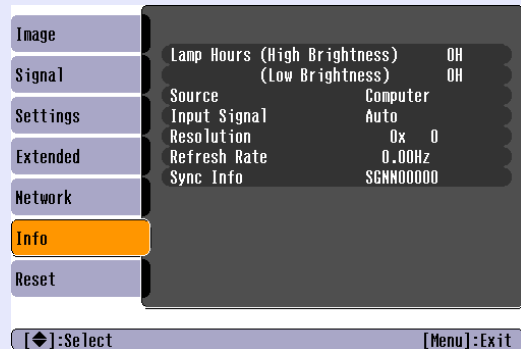 Image
Signal
Settings
Extended
Network
Info
Reset
Lamp Hours (High Brightness) 0H
(Low Brightness) 0H
Source Computer
Input Signal Auto
Resolution 0x 0
Refresh Rate 0.00Hz
Sync Info SGNN00000
[◆]:Select [Menu]:Exit